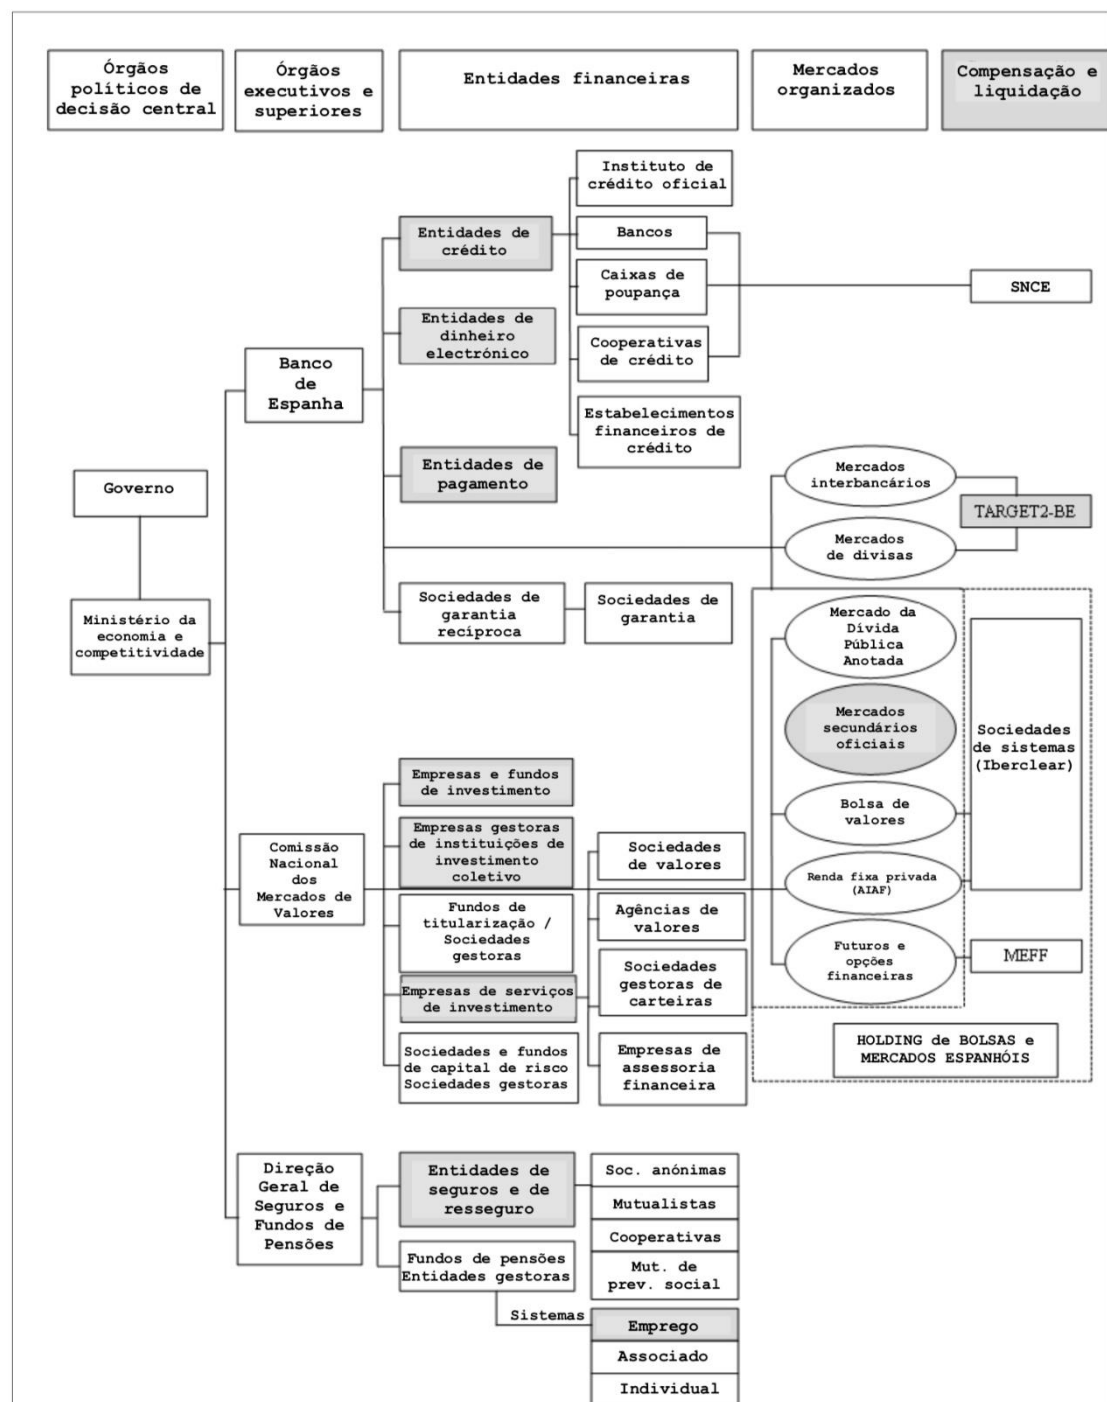 Órgãos
políticos de
decisão central
Órgãos
executivos e
superiores
Entidades financeiras
Mercados
organizados
Compensação e
liquidação
Instituto de
crédito oficial
Entidades de
crédito
Bancos
Caixas de
poupança
SNCE
Entidades de
dinheiro
electrónico
Cooperativas
de crédito
Banco
de
Espanha
Estabelecimentos
financeiros de
crédito
Entidades de
pagamento
Mercados
interbancários
Governo
TARGET2-BE
Mercados
de divisas
Ministério da
economia e
competitividade
Sociedades de
garantia
recíproca
Sociedades de
garantia
Mercado da
Dívida
Pública
Anotada
Mercados
secundários
oficiais
Sociedades
de sistemas
(Iberclear)
Empresas e fundos
de investimento
Bolsa de
valores
Comissão
Nacional
dos
Mercados de
Valores
Empresas gestoras
de instituições de
investimento
coletivo
Sociedades
de valores
Renda fixa privada
(AIAF)
Fundos de
titularização /
Sociedades
gestoras
Agências de
valores
Futuros e
opções
financeiras
MEFF
Empresas de serviços
de investimento
Sociedades
gestoras de
carteiras
Sociedades e fundos
de capital de risco
Sociedades gestoras
Empresas de
assessoria
financeira
HOLDING de BOLSAS e
MERCADOS ESPANHÓIS
Direção
Geral de
Seguros e
Fundos de
Pensões
Entidades de
seguros e de
resseguro
Soc. anónimas
Mutualistas
Cooperativas
Mut. de
prev. social
Fundos de pensões
Entidades gestoras
Sistemas
Emprego
Associado
Individual